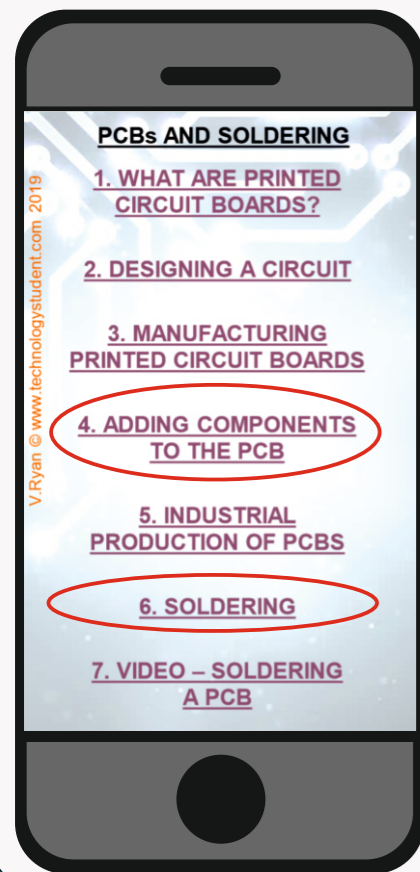 PCBs AND SOLDERING
1. WHAT ARE PRINTED
CIRCUIT BOARDS?
2. DESIGNING A CIRCUIT
3. MANUFACTURING
PRINTED CIRCUIT BOARDS
4. ADDING COMPONENTS
TO THE PCB
5. INDUSTRIAL
PRODUCTION OF PCBS
6. SOLDERING
7. VIDEO – SOLDERING
A PCB
V.Ryan © www.technologystudent.com 2019